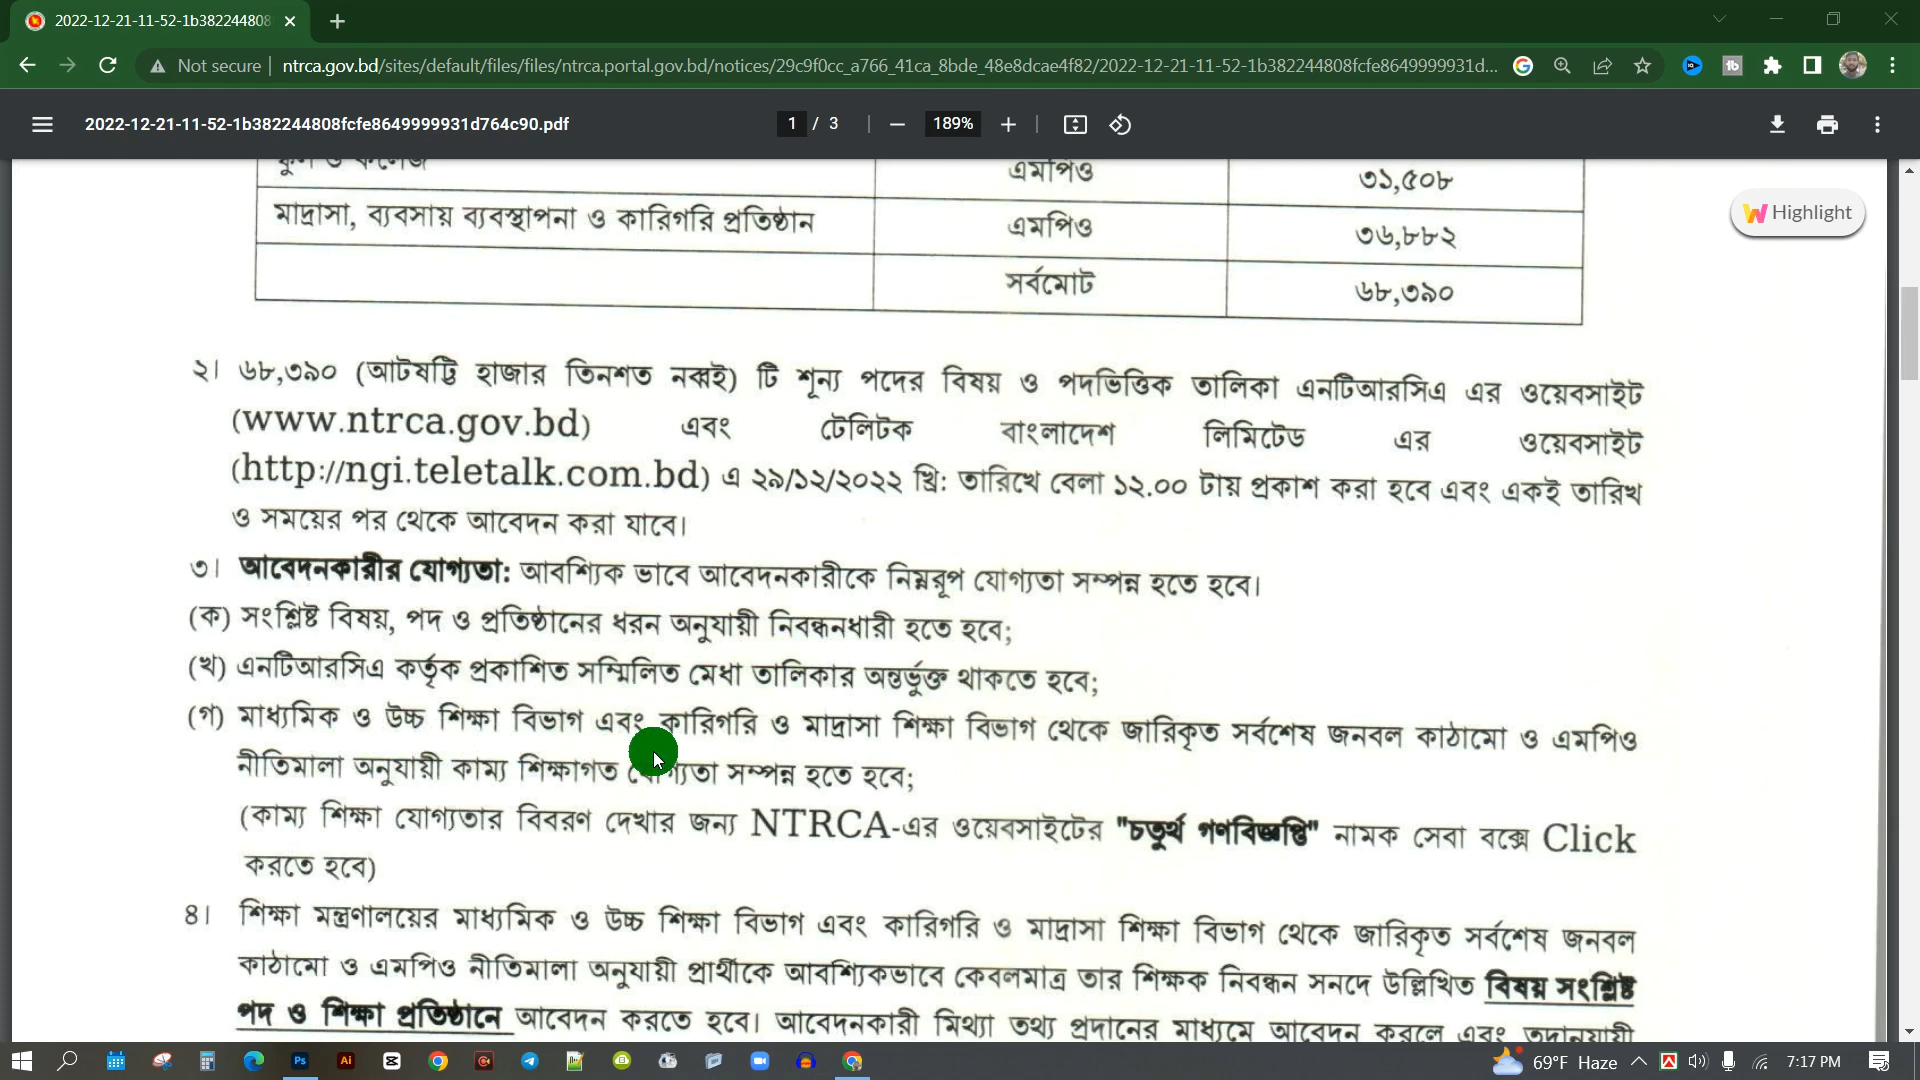 2022-12-21-11-52-1b382244808
Not secure | ntrca.gov.bd/sites/default/files/files/ntrca.portal.gov.bd/notices/29c9f0cc_a766_41ca_8bde_48e8dcae4f82/2022-12-21-11-52-1b382244808fcfe8649999931d...
2022-12-21-11-52-1b382244808fcfe8649999931d764c90.pdf 1 / 3 189%
স্কুল ও কলেজ এমপিও ৩১,৫০৮
Highlight
মাদ্রাসা, ব্যবসায় ব্যবস্থাপনা ও কারিগরি প্রতিষ্ঠান এমপিও ৩৬,৮৮২
সর্বমোট ৬৮,৩৯০
২। ৬৮,৩৯০ (আটষট্টি হাজার তিনশত নব্বই) টি শূন্য পদের বিষয় ও পদভিত্তিক তালিকা এনটিআরসিএ এর ওয়েবসাইট
(www.ntrca.gov.bd) এবং টেলিটক বাংলাদেশ লিমিটেড এর ওয়েবসাইট
(http://ngi.teletalk.com.bd) এ ২৯/১২/২০২২ খ্রি: তারিখে বেলা ১২.০০ টায় প্রকাশ করা হবে এবং একই তারিখ
ও সময়ের পর থেকে আবেদন করা যাবে।
৩। আবেদনকারীর যোগ্যতা: আবশ্যিক ভাবে আবেদনকারীকে নিম্নরূপ যোগ্যতা সম্পন্ন হতে হবে।
(ক) সংশ্লিষ্ট বিষয়, পদ ও প্রতিষ্ঠানের ধরন অনুযায়ী নিবন্ধনধারী হতে হবে;
(খ) এনটিআরসিএ কর্তৃক প্রকাশিত সম্মিলিত মেধা তালিকার অন্তর্ভুক্ত থাকতে হবে;
(গ) মাধ্যমিক ও উচ্চ শিক্ষা বিভাগ এবং কারিগরি ও মাদ্রাসা শিক্ষা বিভাগ থেকে জারিকৃত সর্বশেষ জনবল কাঠামো ও এমপিও
নীতিমালা অনুযায়ী কাম্য শিক্ষাগত যোগ্যতা সম্পন্ন হতে হবে;
(কাম্য শিক্ষা যোগ্যতার বিবরণ দেখার জন্য NTRCA-এর ওয়েবসাইটের "চতুর্থ গণবিজ্ঞপ্তি" নামক সেবা বক্সে Click
করতে হবে)
৪। শিক্ষা মন্ত্রণালয়ের মাধ্যমিক ও উচ্চ শিক্ষা বিভাগ এবং কারিগরি ও মাদ্রাসা শিক্ষা বিভাগ থেকে জারিকৃত সর্বশেষ জনবল
কাঠামো ও এমপিও নীতিমালা অনুযায়ী প্রার্থীকে আবশ্যিকভাবে কেবলমাত্র তার শিক্ষক নিবন্ধন সনদে উল্লিখিত বিষয় সংশ্লিষ্ট
পদ ও শিক্ষা প্রতিষ্ঠানে আবেদন করতে হবে। আবেদনকারী মিথ্যা তথ্য প্রদানের মাধ্যমে আবেদন করলে এবং তদানুযায়ী
69°F Haze 7:17 PM